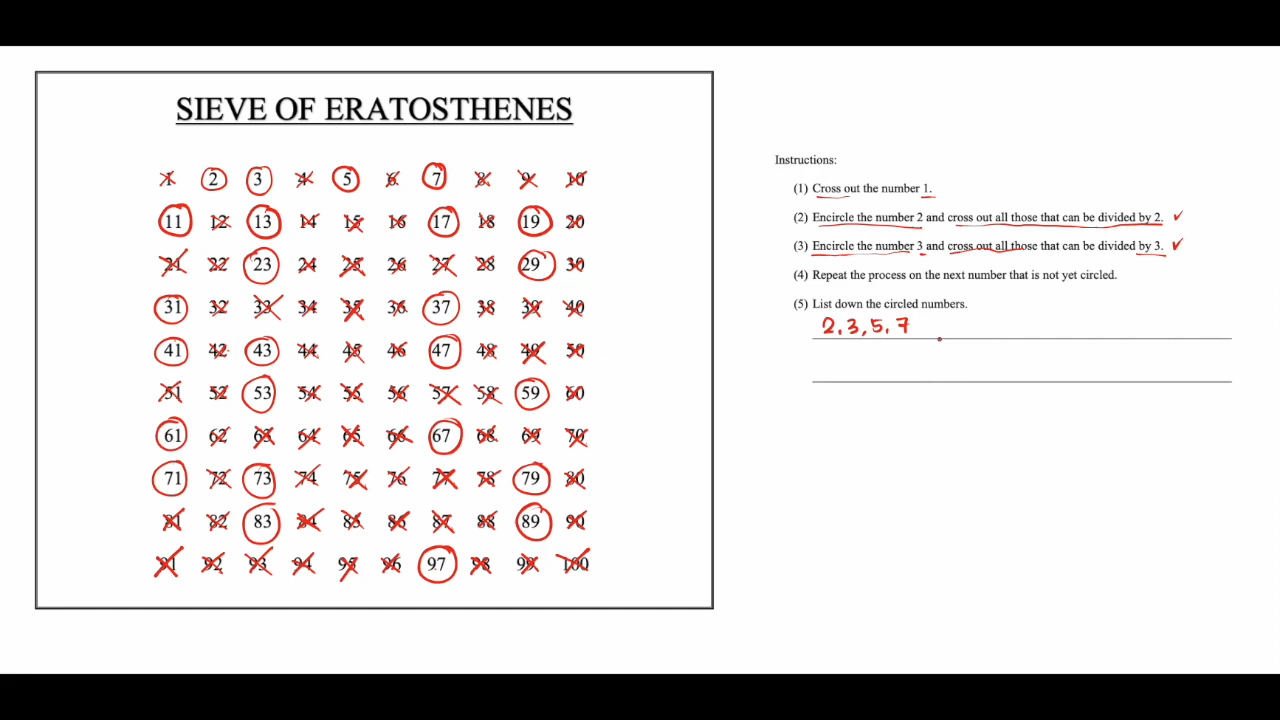 SIEVE OF ERATOSTHENES
1 2 3 4 5 6 7 8 9 10
11 12 13 14 15 16 17 18 19 20
21 22 23 24 25 26 27 28 29 30
31 32 33 34 35 36 37 38 39 40
41 42 43 44 45 46 47 48 49 50
51 52 53 54 55 56 57 58 59 60
61 62 63 64 65 66 67 68 69 70
71 72 73 74 75 76 77 78 79 80
81 82 83 84 85 86 87 88 89 90
91 92 93 94 95 96 97 98 99 100
Instructions:
(1) Cross out the number 1.
(2) Encircle the number 2 and cross out all those that can be divided by 2. ✓
(3) Encircle the number 3 and cross out all those that can be divided by 3. ✓
(4) Repeat the process on the next number that is not yet circled.
(5) List down the circled numbers.
2, 3, 5, 7